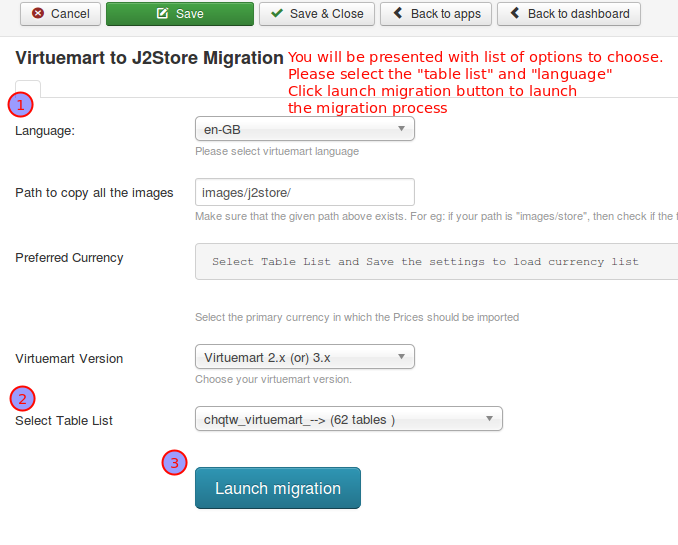 Cancel Save Save & Close Back to apps Back to dashboard
Virtuemart to J2Store Migration
You will be presented with list of options to choose.
Please select the "table list" and "language"
Click launch migration button to launch
the migration process
1
Language:
en-GB
Please select virtuemart language
Path to copy all the images
images/j2store/
Make sure that the given path above exists. For eg: if your path is "images/store", then check if the f
Preferred Currency
Select Table List and Save the settings to load currency list
Select the primary currency in which the Prices should be imported
Virtuemart Version
Virtuemart 2.x (or) 3.x
Choose your virtuemart version.
2
Select Table List
chqtw_virtuemart_--> (62 tables )
3
Launch migration